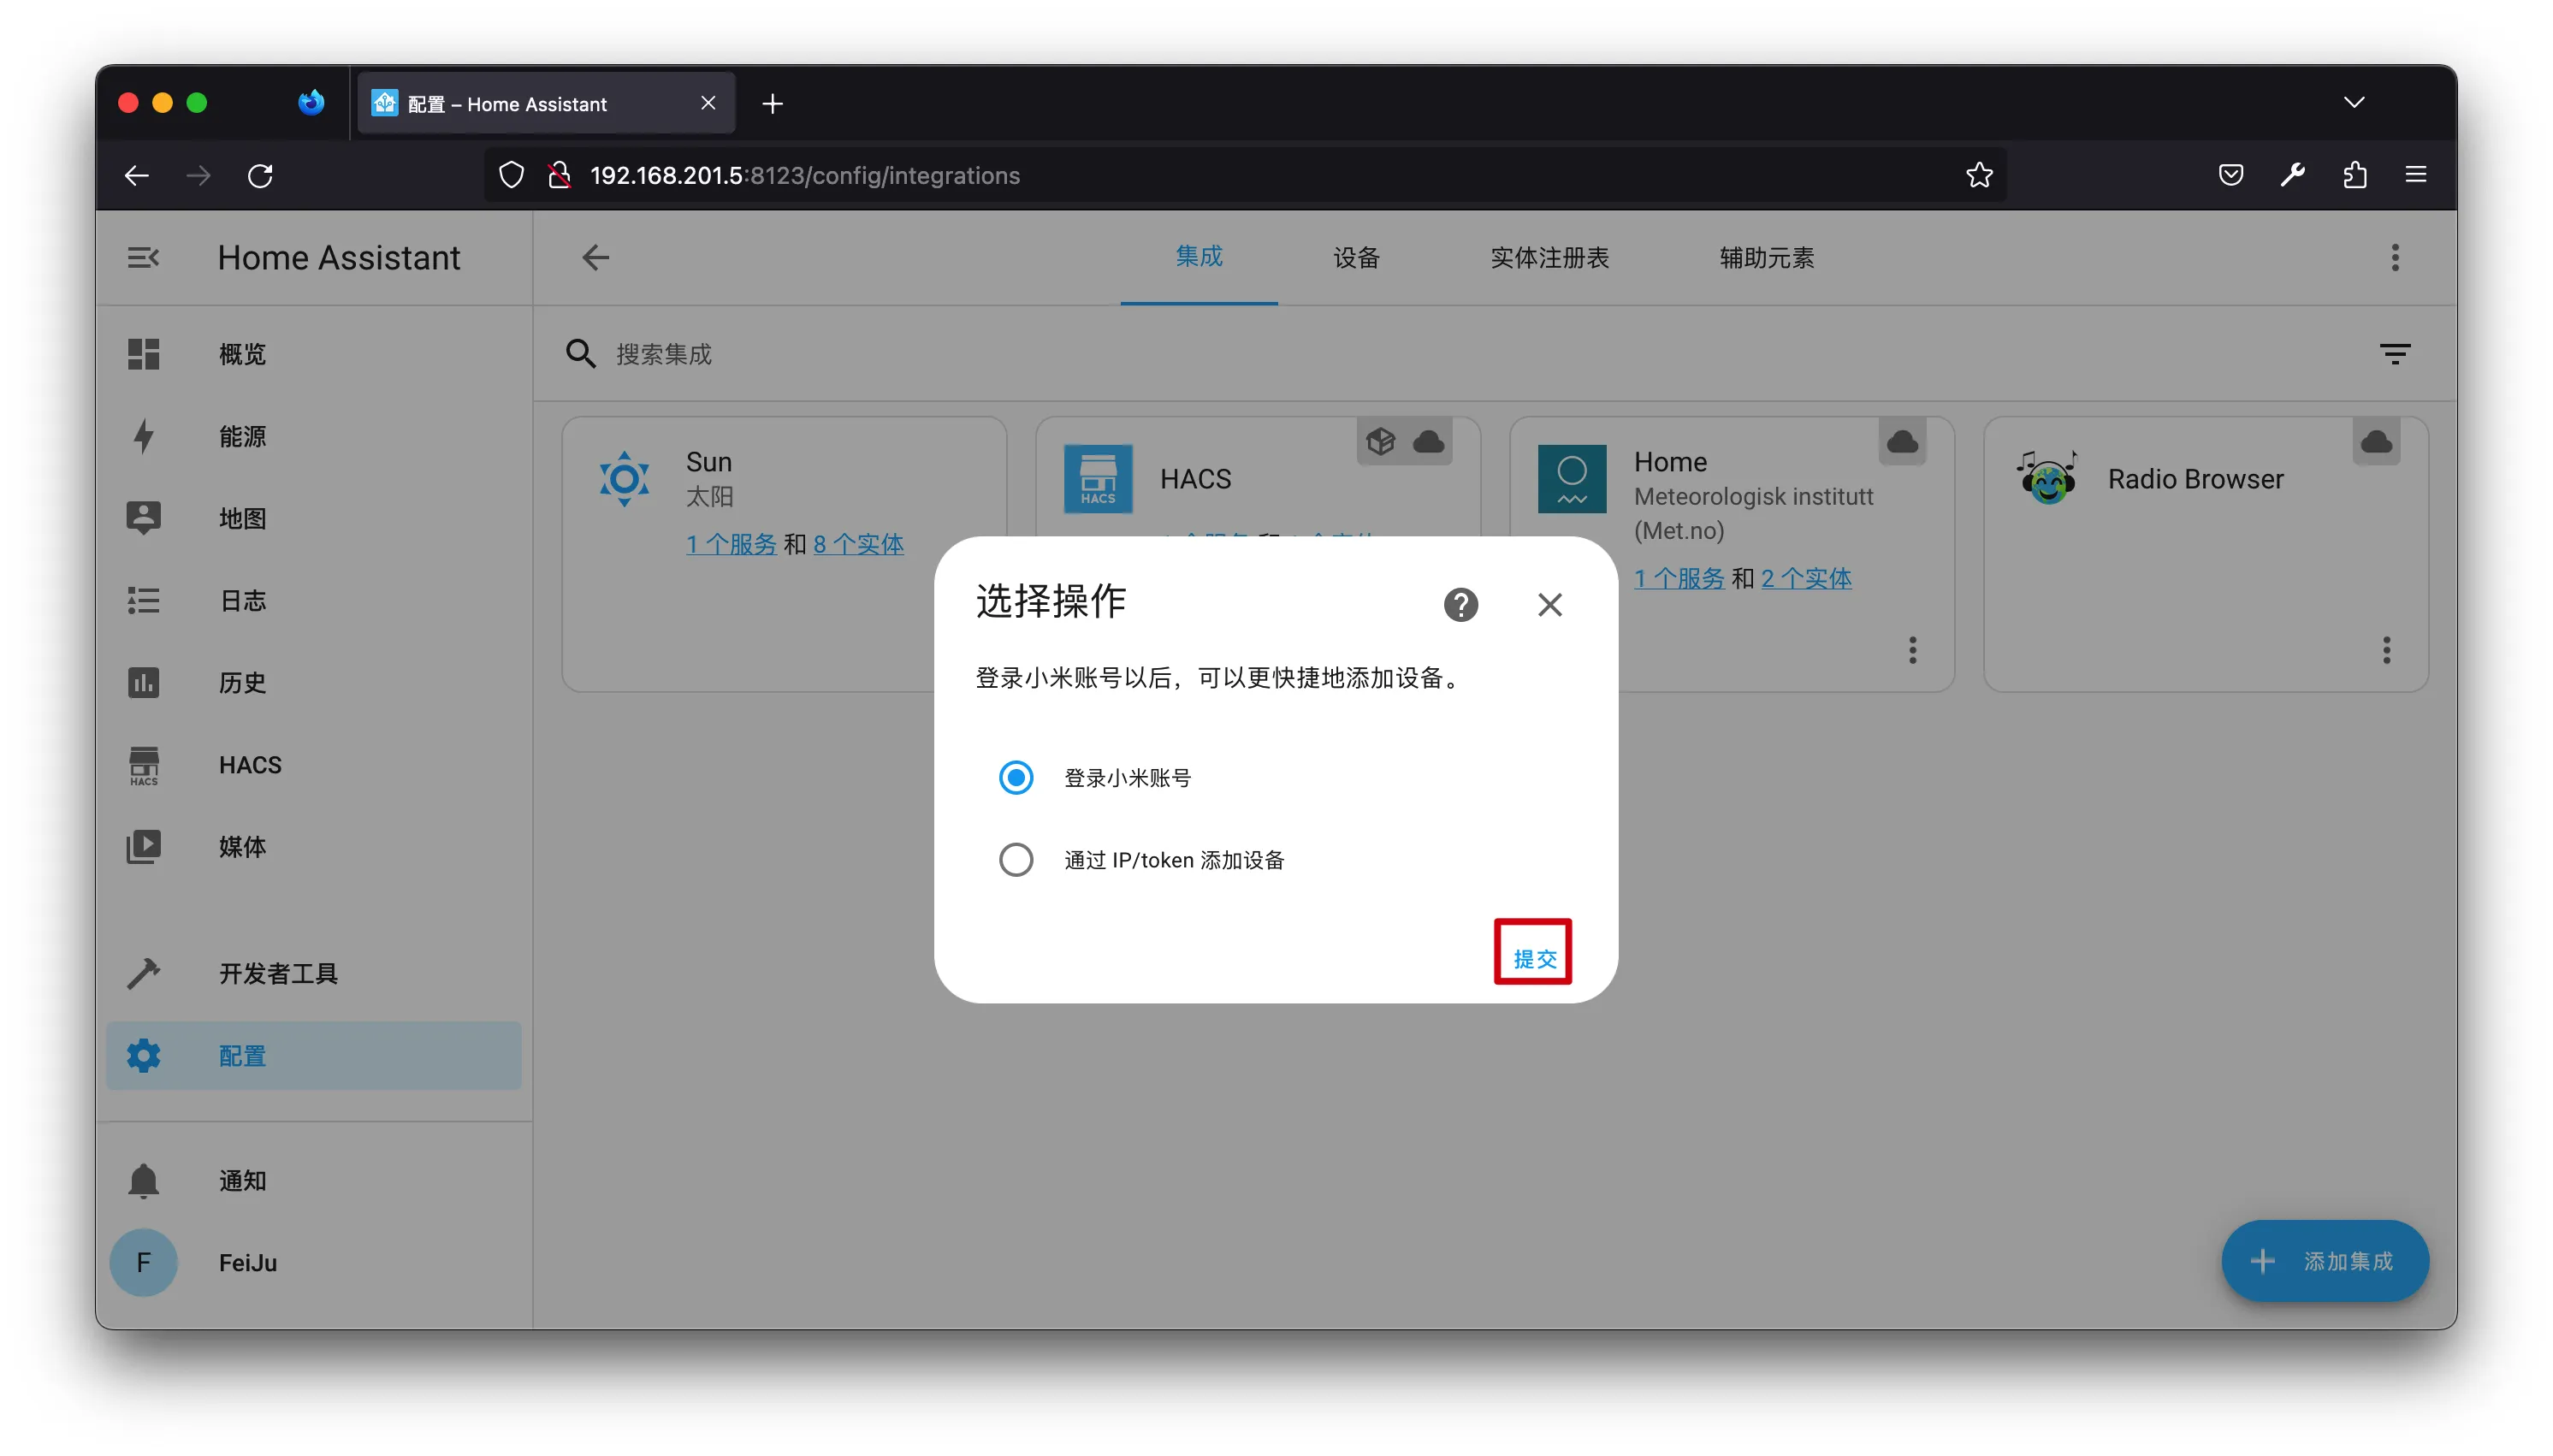 配置 – Home Assistant
192.168.201.5:8123/config/integrations
Home Assistant
集成
设备
实体注册表
辅助元素
概览
能源
地图
日志
历史
HACS
HACS
媒体
开发者工具
配置
通知
F
FeiJu
搜索集成
Sun
太阳
1 个服务 和 8 个实体
HACS
HACS
Home
Meteorologisk institutt
(Met.no)
1 个服务 和 2 个实体
Radio Browser
选择操作
登录小米账号以后，可以更快捷地添加设备。
登录小米账号
通过 IP/token 添加设备
提交
添加集成